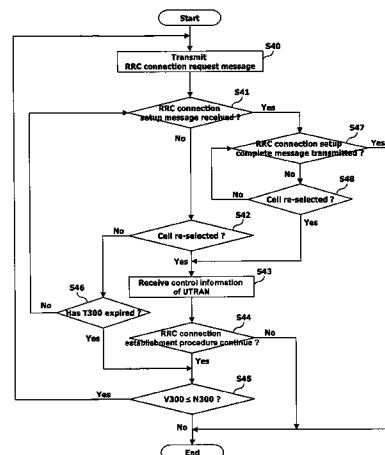 Start
S40
Transmit
RRC connection request message
S41
RRC connection
setup message received ?
Yes
No
S47
RRC connection setup
complete message transmitted ?
Yes
No
S48
Cell re-selected ?
No
Yes
S42
Cell re-selected ?
No
Yes
S43
Receive control information
of UTRAN
S46
Has T300 expired ?
No
Yes
S44
RRC connection
establishment procedure continue ?
No
Yes
S45
V300 ≤ N300 ?
Yes
No
End